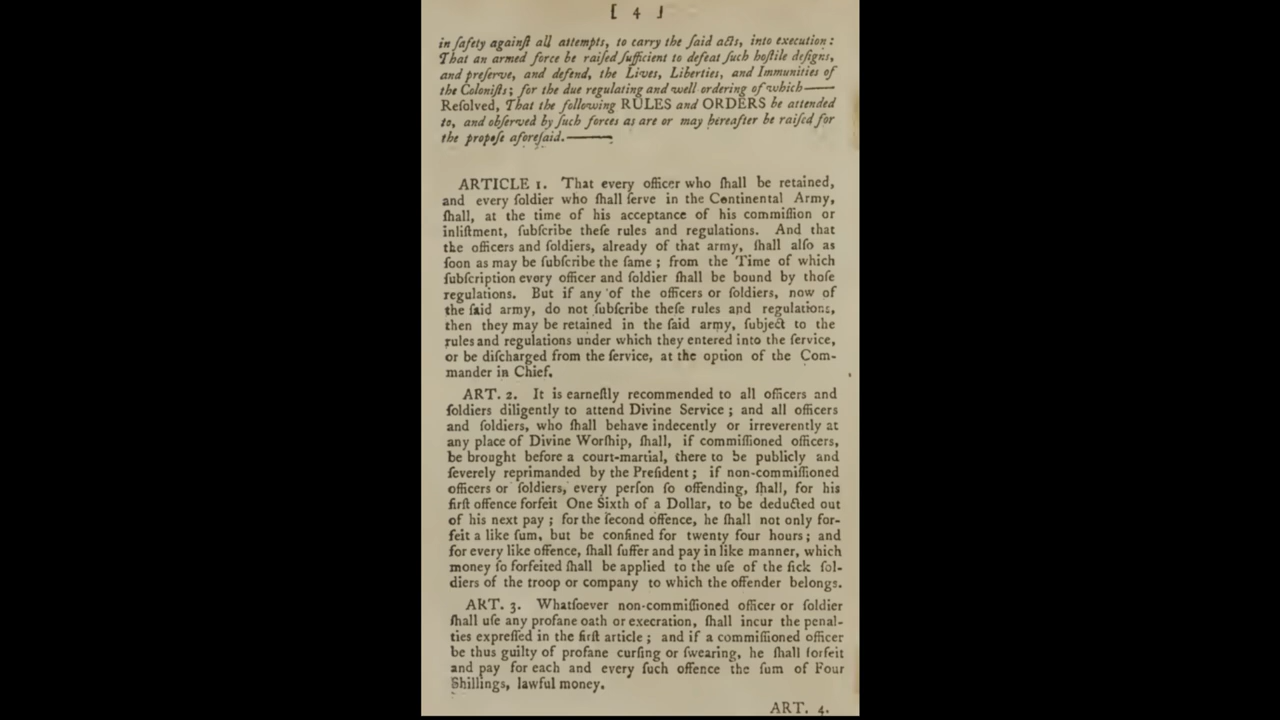 [ 4 ]
in ſafety againſt all attempts, to carry the ſaid acts, into execution:
That an armed force be raiſed ſufficient to defeat ſuch hoſtile deſigns,
and preſerve, and defend, the Lives, Liberties, and Immunities of
the Coloniſts; for the due regulating and well ordering of which——
Reſolved, That the following RULES and ORDERS be attended
to, and obſerved by ſuch forces as are or may hereafter be raiſed for
the propoſe aforeſaid.———
ARTICLE 1. That every officer who ſhall be retained,
and every ſoldier who ſhall ſerve in the Continental Army,
ſhall, at the time of his acceptance of his commiſſion or
inliſtment, ſubſcribe theſe rules and regulations. And that
the officers and ſoldiers, already of that army, ſhall alſo as
ſoon as may be ſubſcribe the ſame; from the Time of which
ſubſcription every officer and ſoldier ſhall be bound by thoſe
regulations. But if any of the officers or ſoldiers, now of
the ſaid army, do not ſubſcribe theſe rules and regulations,
then they may be retained in the ſaid army, ſubject to the
rules and regulations under which they entered into the ſervice,
or be diſcharged from the ſervice, at the option of the Com-
mander in Chief.
ART. 2. It is earneſtly recommended to all officers and
ſoldiers diligently to attend Divine Service; and all officers
and ſoldiers, who ſhall behave indecently or irreverently at
any place of Divine Worſhip, ſhall, if commiſſioned officers,
be brought before a court-martial, there to be publicly and
ſeverely reprimanded by the Preſident; if non-commiſſioned
officers or ſoldiers, every perſon ſo offending, ſhall, for his
firſt offence forfeit One Sixth of a Dollar, to be deducted out
of his next pay; for the ſecond offence, he ſhall not only for-
feit a like ſum, but be confined for twenty four hours; and
for every like offence, ſhall ſuffer and pay in like manner, which
money ſo forfeited ſhall be applied to the uſe of the ſick ſol-
diers of the troop or company to which the offender belongs.
ART. 3. Whatſoever non-commiſſioned officer or ſoldier
ſhall uſe any profane oath or execration, ſhall incur the penal-
ties expreſſed in the firſt article; and if a commiſſioned officer
be thus guilty of profane curſing or ſwearing, he ſhall forfeit
and pay for each and every ſuch offence the ſum of Four
Shillings, lawful money.
ART. 4.